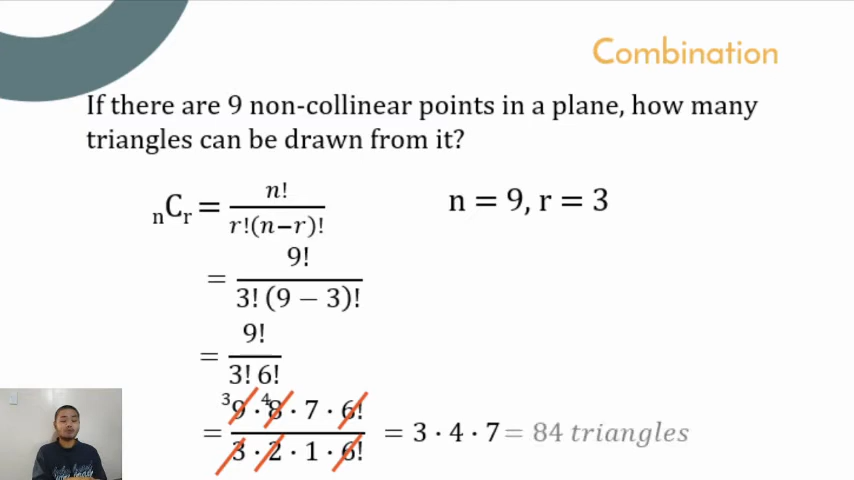 Combination
If there are 9 non-collinear points in a plane, how many
triangles can be drawn from it?
nCr = n! / r!(n−r)!
n = 9, r = 3
= 9! / 3! (9 − 3)!
= 9! / 3! 6!
= 3 9 · 4 8 · 7 · 6! / 3 · 2 · 1 · 6! = 3 · 4 · 7 = 84 triangles